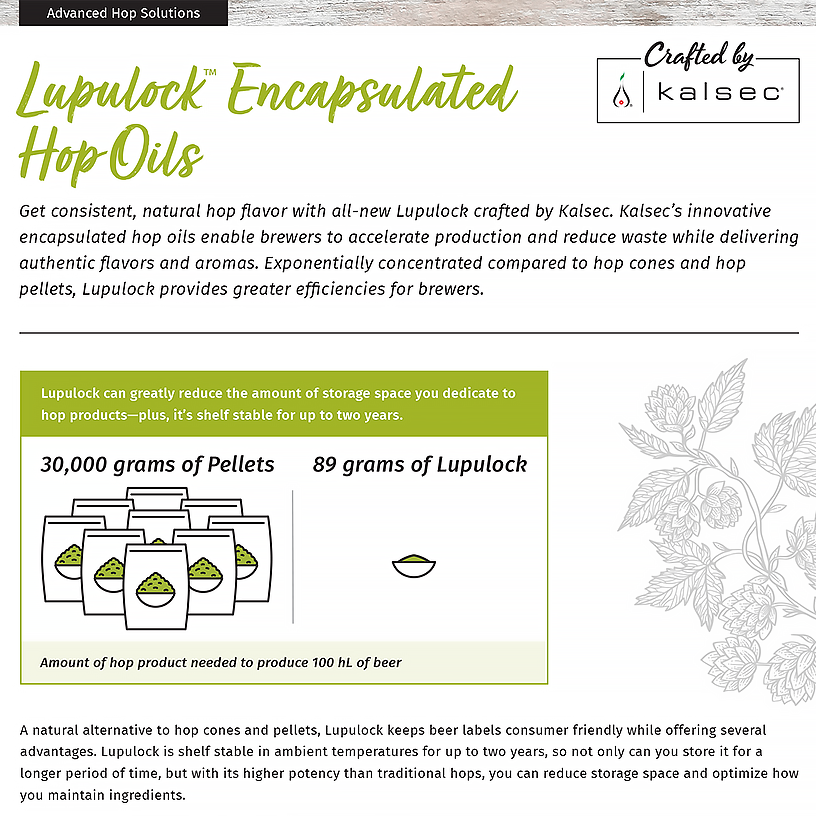 Advanced Hop Solutions
Lupulock™ Encapsulated
Hop Oils
Crafted by
kalsec®
Get consistent, natural hop flavor with all-new Lupulock crafted by Kalsec. Kalsec’s innovative
encapsulated hop oils enable brewers to accelerate production and reduce waste while delivering
authentic flavors and aromas. Exponentially concentrated compared to hop cones and hop
pellets, Lupulock provides greater efficiencies for brewers.
Lupulock can greatly reduce the amount of storage space you dedicate to
hop products—plus, it’s shelf stable for up to two years.
30,000 grams of Pellets
89 grams of Lupulock
Amount of hop product needed to produce 100 hL of beer
A natural alternative to hop cones and pellets, Lupulock keeps beer labels consumer friendly while offering several
advantages. Lupulock is shelf stable in ambient temperatures for up to two years, so not only can you store it for a
longer period of time, but with its higher potency than traditional hops, you can reduce storage space and optimize how
you maintain ingredients.